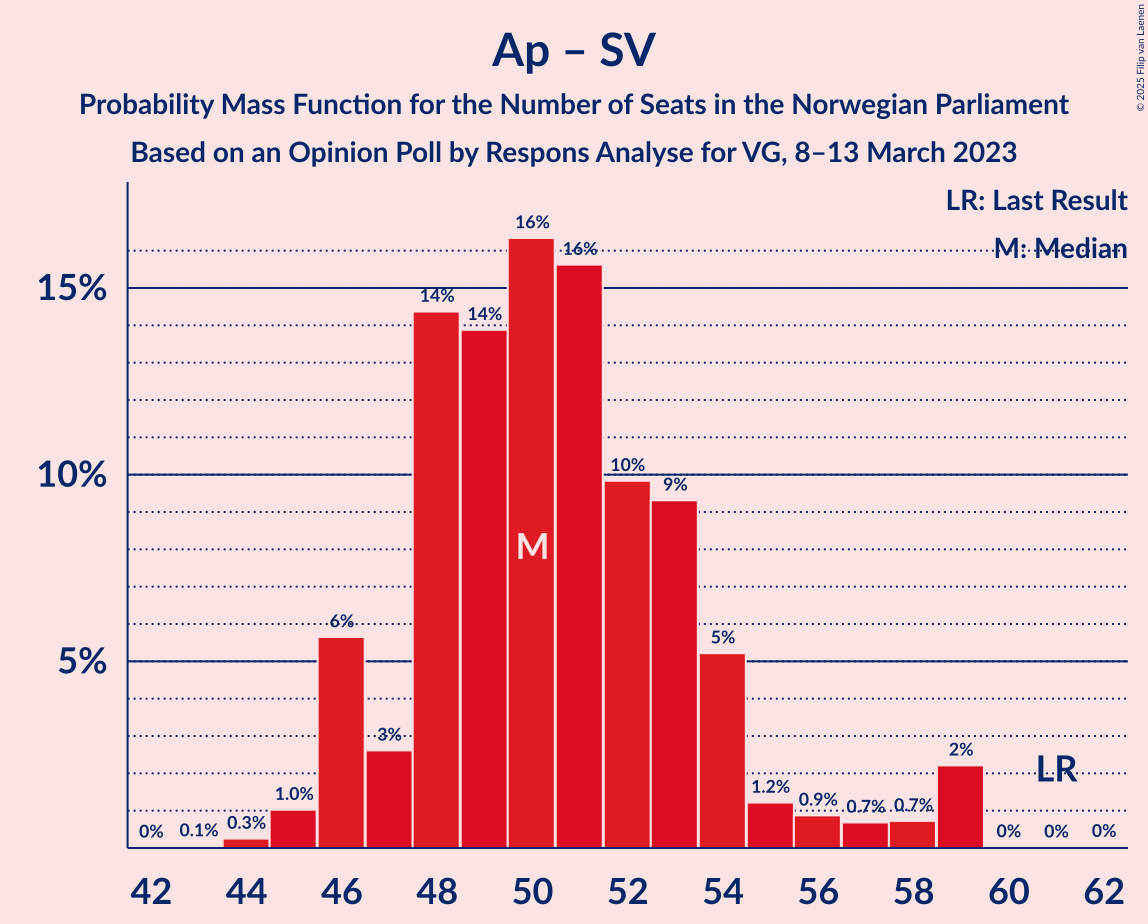 Ap – SV
Probability Mass Function for the Number of Seats in the Norwegian Parliament
Based on an Opinion Poll by Respons Analyse for VG, 8–13 March 2023
© 2025 Filip van Laenen
LR: Last Result
M: Median
15%
10%
5%
0%
0.1%
0.3%
1.0%
6%
3%
14%
14%
16%
16%
10%
9%
5%
1.2%
0.9%
0.7%
0.7%
2%
0%
0%
0%
M
LR
42 44 46 48 50 52 54 56 58 60 62